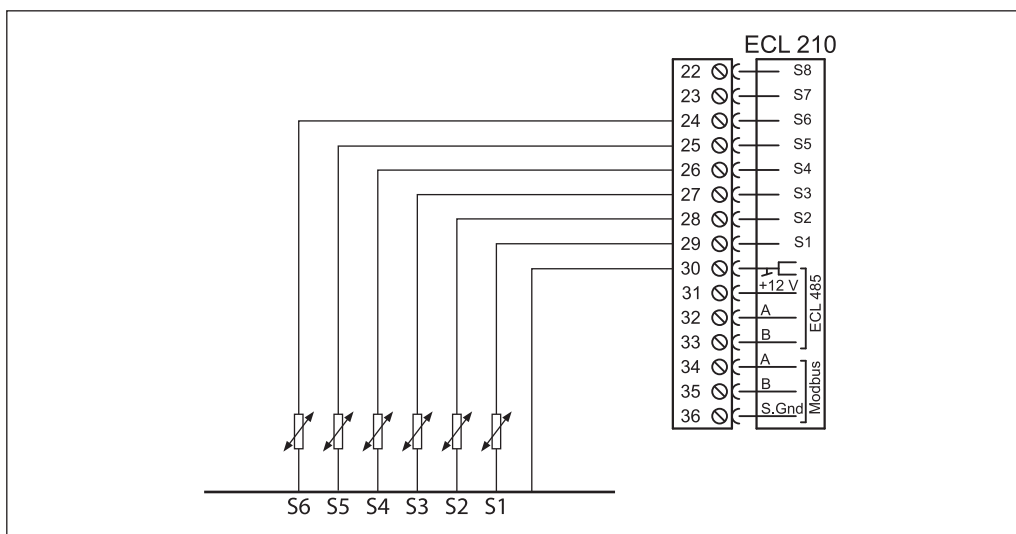 ECL 210
22 S8
23 S7
24 S6
25 S5
26 S4
27 S3
28 S2
29 S1
30
31 +12 V
32 A
33 B
ECL 485
34 A
35 B
36 S.Gnd
Modbus
S6 S5 S4 S3 S2 S1